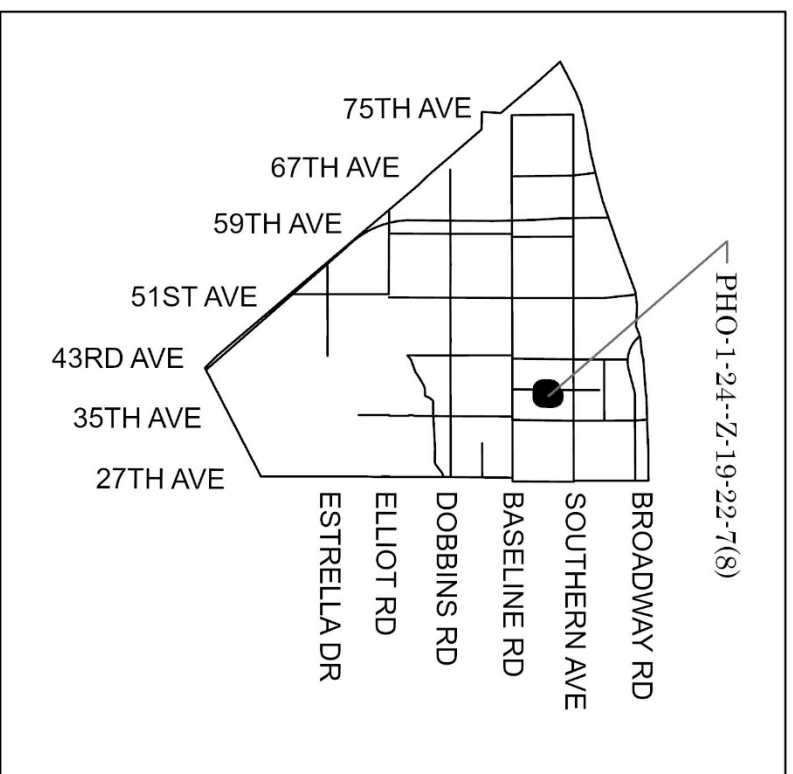 75TH AVE
67TH AVE
59TH AVE
51ST AVE
43RD AVE
35TH AVE
27TH AVE
ESTRELLA DR
ELLIOT RD
DOBBINS RD
BASELINE RD
SOUTHERN AVE
BROADWAY RD
PHO-1-24--Z-19-22-7(8)